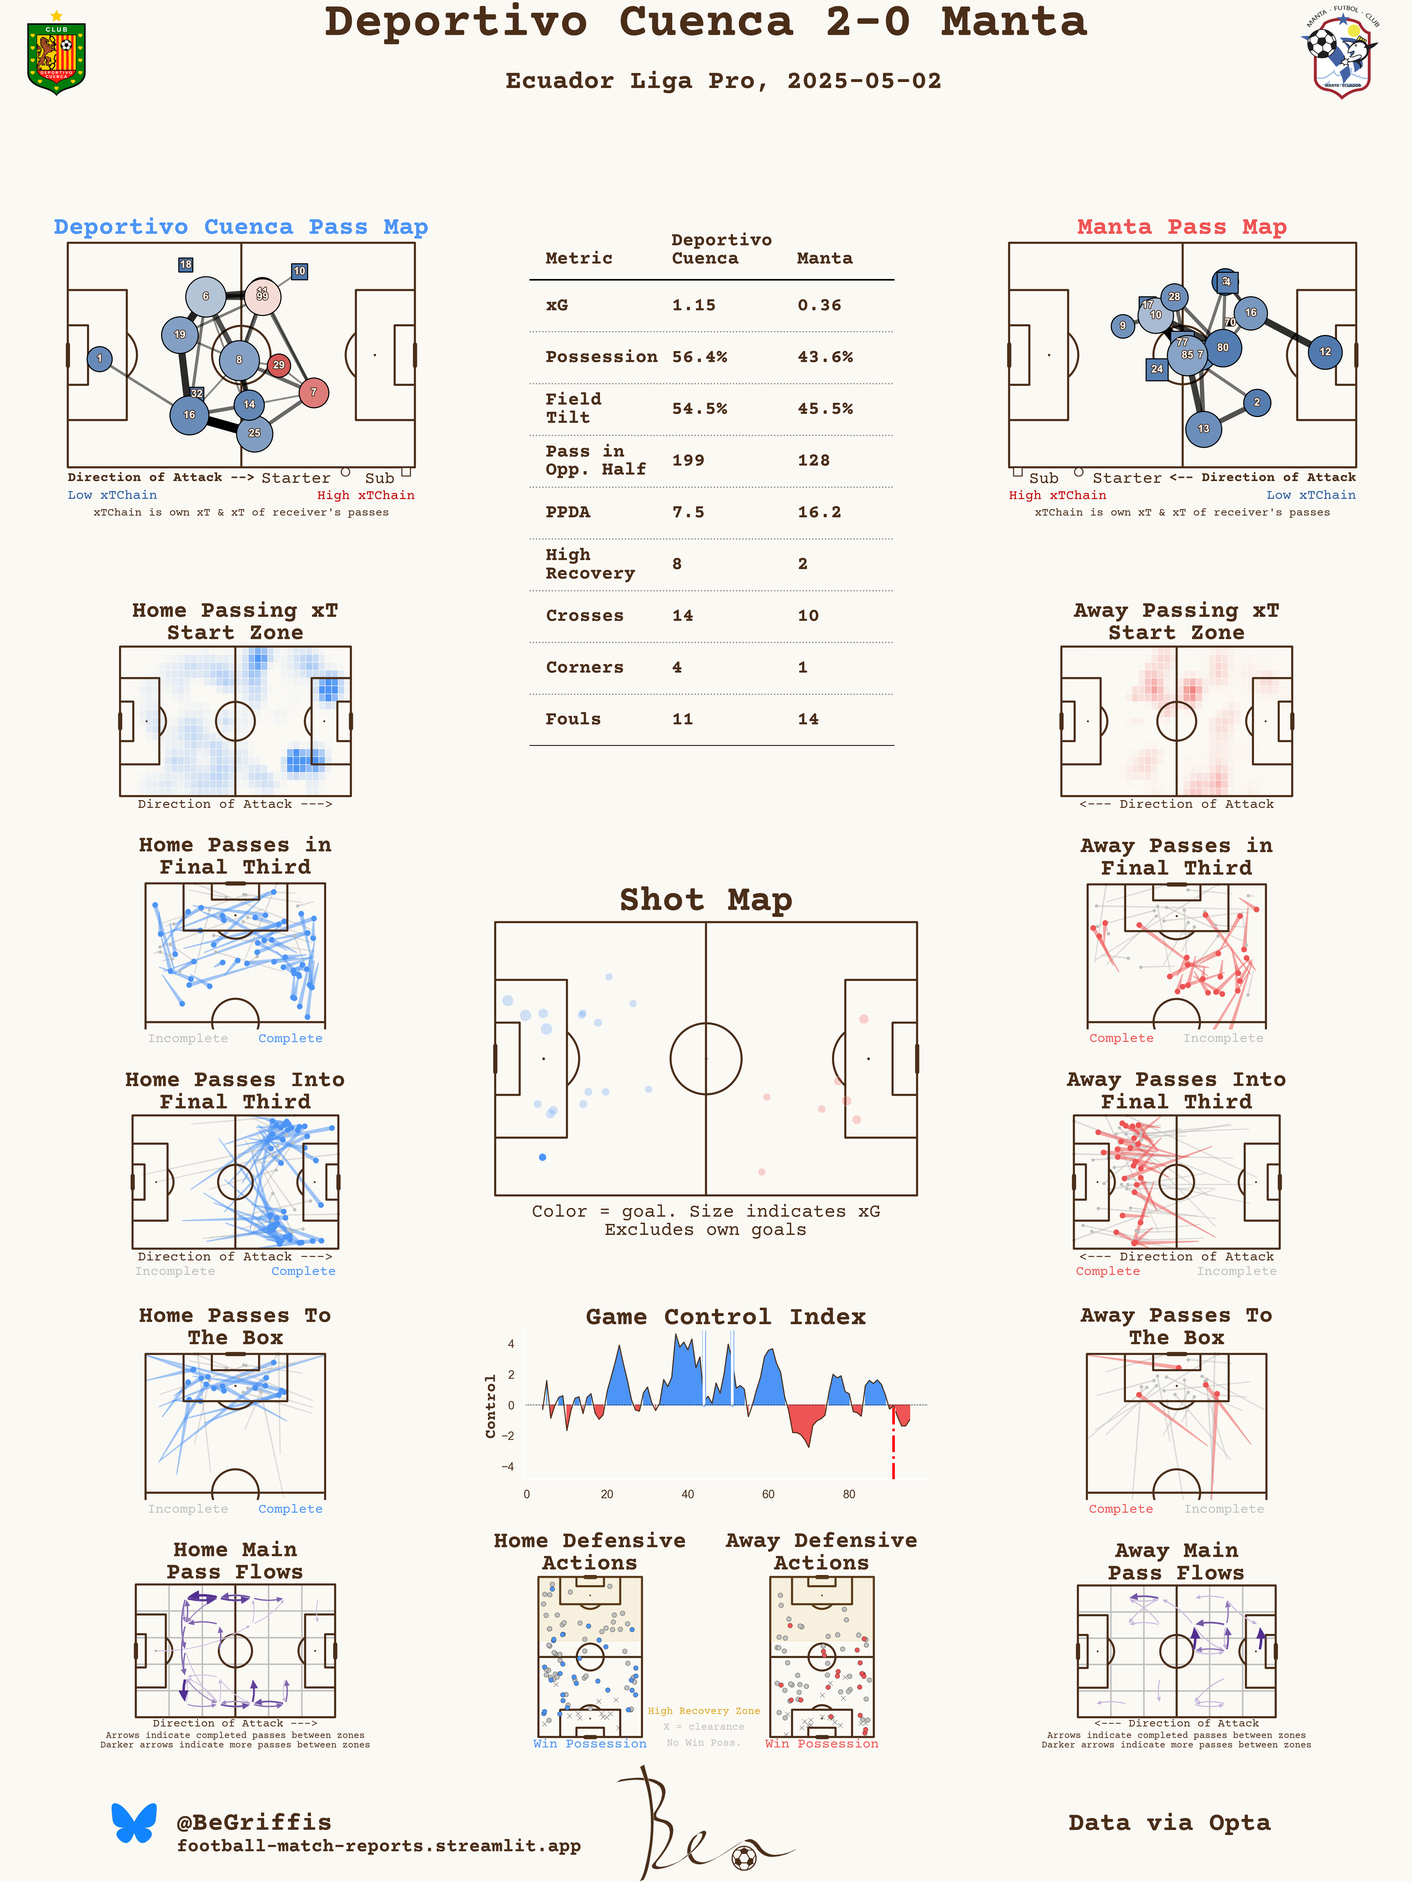 Deportivo Cuenca 2-0 Manta
Ecuador Liga Pro, 2025-05-02
CLUB
DEPORTIVO
CUENCA
MANTA · FUTBOL · CLUB
MANTA - ECUADOR
Deportivo Cuenca Pass Map
18
10
6
11
99
19
1
8
29
32
7
16
14
25
Direction of Attack --> Starter Sub
Low xTChain High xTChain
xTChain is own xT & xT of receiver's passes
Metric Deportivo Cuenca Manta
xG 1.15 0.36
Possession 56.4% 43.6%
Field Tilt 54.5% 45.5%
Pass in Opp. Half 199 128
PPDA 7.5 16.2
High Recovery 8 2
Crosses 14 10
Corners 4 1
Fouls 11 14
Manta Pass Map
4
28
17
10
16
9
70
77
80
85
7
12
24
2
13
Sub Starter <-- Direction of Attack
High xTChain Low xTChain
xTChain is own xT & xT of receiver's passes
Home Passing xT
Start Zone
Direction of Attack --->
Away Passing xT
Start Zone
<--- Direction of Attack
Home Passes in
Final Third
Incomplete Complete
Away Passes in
Final Third
Complete Incomplete
Shot Map
Color = goal. Size indicates xG
Excludes own goals
Home Passes Into
Final Third
Direction of Attack --->
Incomplete Complete
Away Passes Into
Final Third
<--- Direction of Attack
Complete Incomplete
Home Passes To
The Box
Incomplete Complete
Game Control Index
Control
4
2
0
−2
−4
0 20 40 60 80
Away Passes To
The Box
Complete Incomplete
Home Main
Pass Flows
Direction of Attack --->
Arrows indicate completed passes between zones
Darker arrows indicate more passes between zones
Home Defensive
Actions
Win Possession
High Recovery Zone
X = clearance
No Win Poss.
Away Defensive
Actions
Win Possession
Away Main
Pass Flows
<--- Direction of Attack
Arrows indicate completed passes between zones
Darker arrows indicate more passes between zones
@BeGriffis
football-match-reports.streamlit.app
Ben
Data via Opta